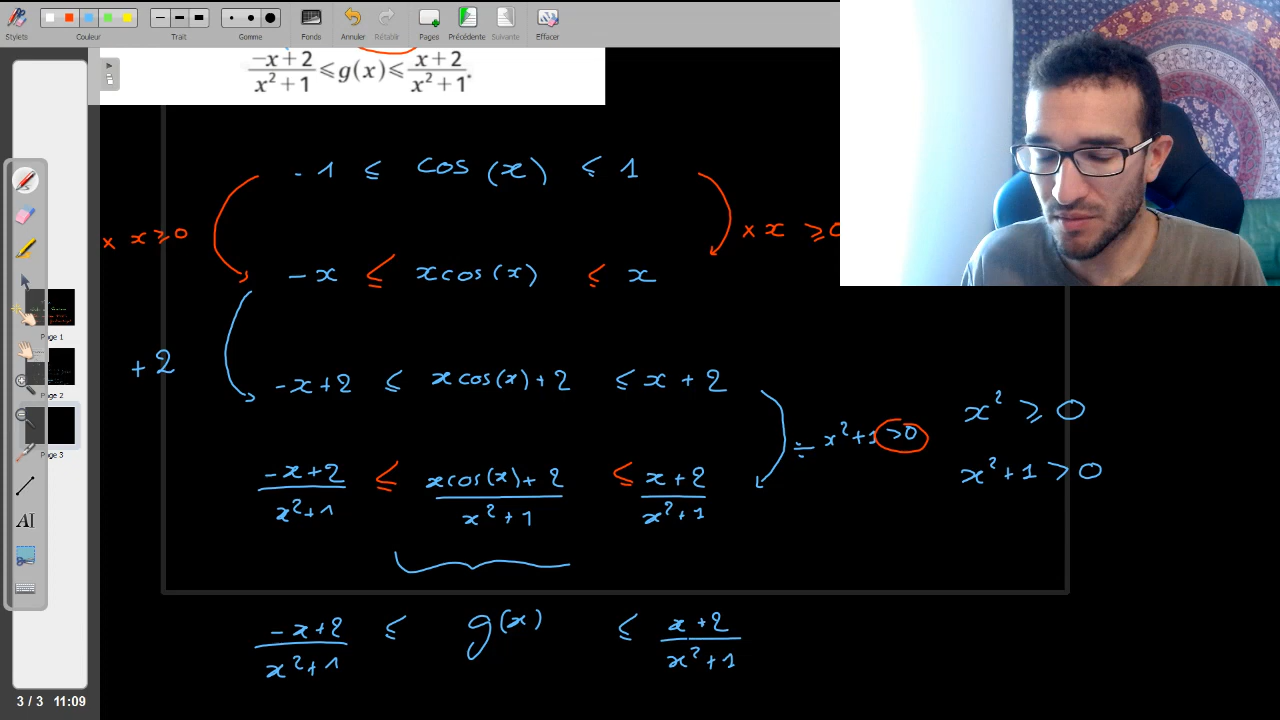 Stylets Couleur Trait Gomme Fonds Annuler Rétablir Pages Précédente Suivante Effacer
(-x+2)/(x²+1) ⩽ g(x) ⩽ (x+2)/(x²+1).
-1 ≤ cos(x) ≤ 1
× x ≥ 0
× x ≥ 0
-x ≤ x cos(x) ≤ x
+2
-x+2 ≤ x cos(x)+2 ≤ x+2
÷ x²+1 >0
x² ≥ 0
x²+1 > 0
(-x+2)/(x²+1) ≤ (x cos(x)+2)/(x²+1) ≤ (x+2)/(x²+1)
(-x+2)/(x²+1) ≤ g(x) ≤ (x+2)/(x²+1)
Page 1
Page 2
Page 3
AI
3 / 3 11:09